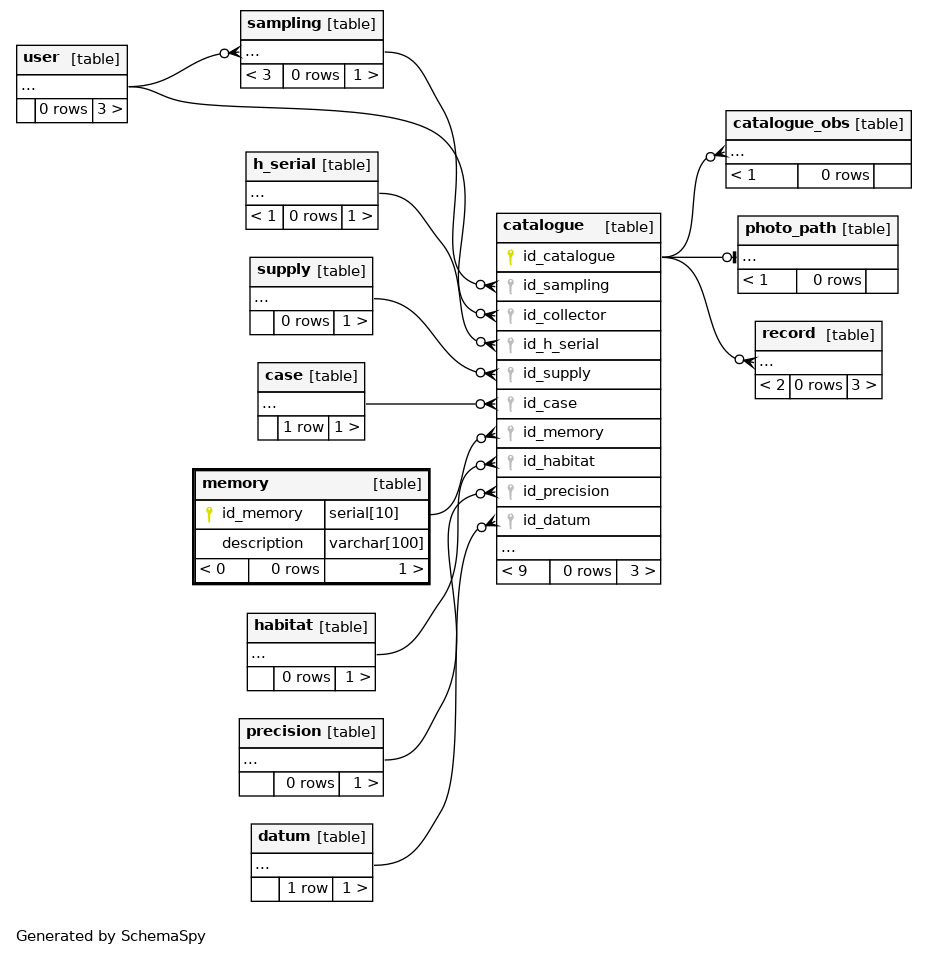 user [table]
...
0 rows 3 >
sampling [table]
...
< 3 0 rows 1 >
h_serial [table]
...
< 1 0 rows 1 >
supply [table]
...
0 rows 1 >
case [table]
...
1 row 1 >
memory [table]
id_memory serial[10]
description varchar[100]
< 0 0 rows 1 >
habitat [table]
...
0 rows 1 >
precision [table]
...
0 rows 1 >
datum [table]
...
1 row 1 >
catalogue [table]
id_catalogue
id_sampling
id_collector
id_h_serial
id_supply
id_case
id_memory
id_habitat
id_precision
id_datum
...
< 9 0 rows 3 >
catalogue_obs [table]
...
< 1 0 rows
photo_path [table]
...
< 1 0 rows
record [table]
...
< 2 0 rows 3 >
Generated by SchemaSpy